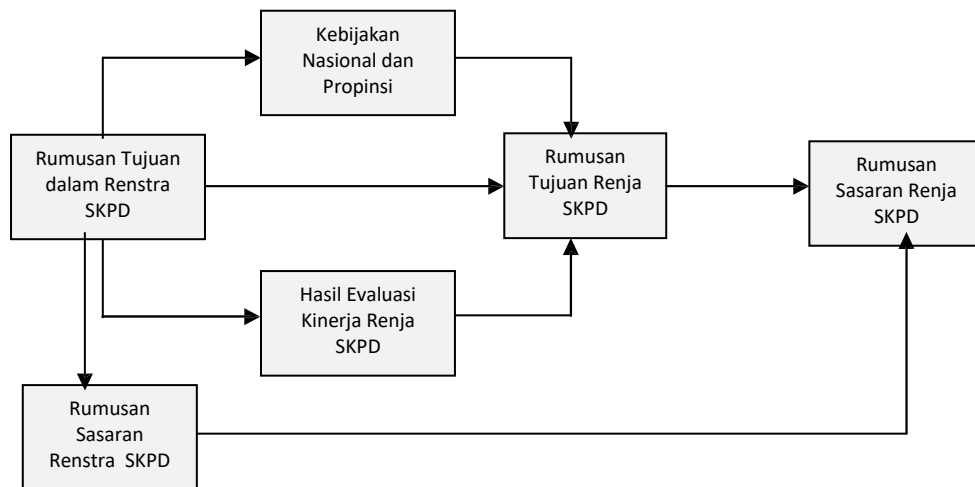 Kebijakan
Nasional dan
Propinsi
Rumusan Tujuan
dalam Renstra
SKPD
Rumusan
Tujuan Renja
SKPD
Rumusan
Sasaran Renja
SKPD
Hasil Evaluasi
Kinerja Renja
SKPD
Rumusan
Sasaran
Renstra SKPD